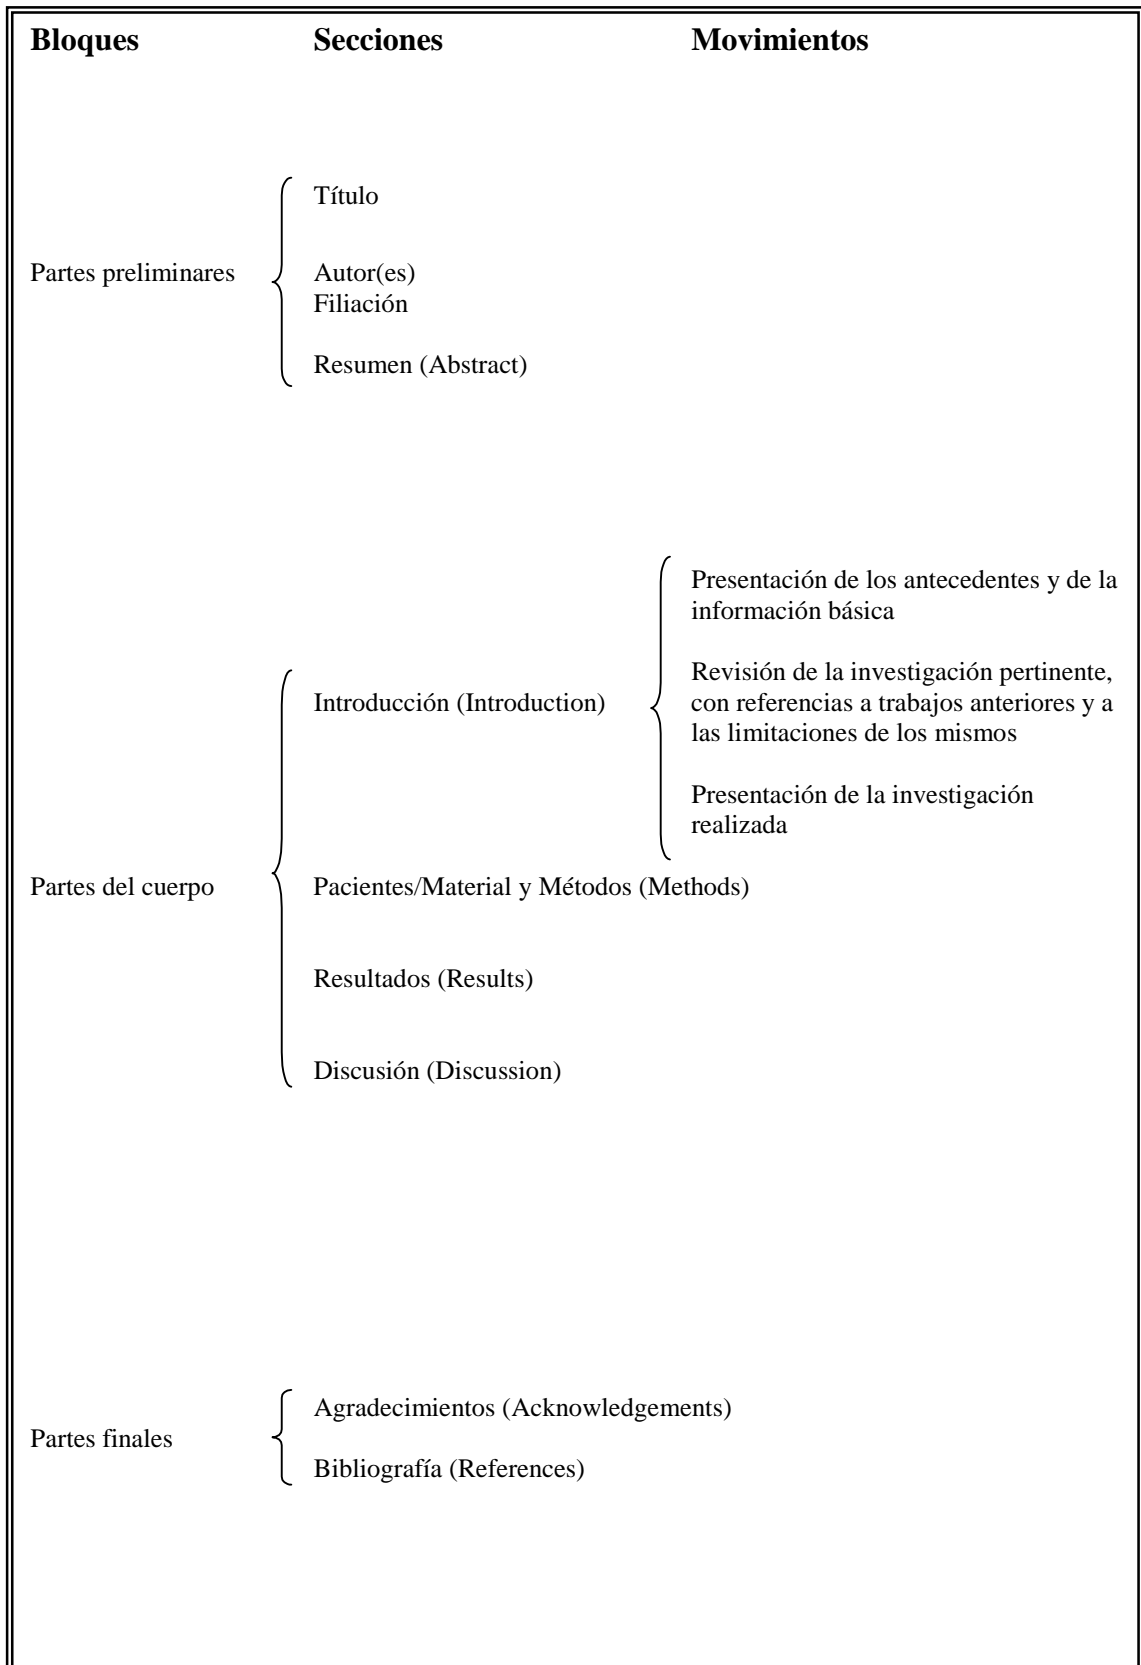 Bloques Secciones Movimientos
Título
Partes preliminares Autor(es)
Filiación
Resumen (Abstract)
Presentación de los antecedentes y de la
información básica
Revisión de la investigación pertinente,
Introducción (Introduction) con referencias a trabajos anteriores y a
las limitaciones de los mismos
Presentación de la investigación
realizada
Partes del cuerpo Pacientes/Material y Métodos (Methods)
Resultados (Results)
Discusión (Discussion)
Agradecimientos (Acknowledgements)
Partes finales
Bibliografía (References)